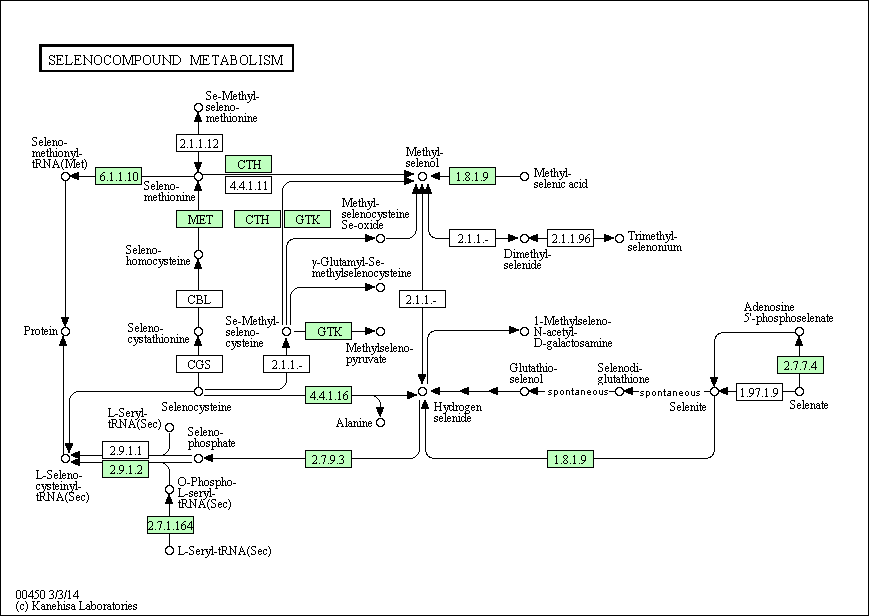 SELENOCOMPOUND METABOLISM
Se-Methyl-
seleno-
methionine
2.1.1.12
Seleno-
methionyl-
tRNA(Met)
6.1.1.10
Seleno-
methionine
CTH
4.4.1.11
Methyl-
selenol
1.8.1.9
Methyl-
selenic acid
MET
CTH
GTK
Methyl-
selenocysteine
Se-oxide
2.1.1.-
2.1.1.96
Dimethyl-
selenide
Trimethyl-
selenonium
Seleno-
homocysteine
γ-Glutamyl-Se-
methylselenocysteine
CBL
2.1.1.-
Protein
Seleno-
cystathionine
Se-Methyl-
seleno-
cysteine
GTK
Methylseleno-
pyruvate
1-Methylseleno-
N-acetyl-
D-galactosamine
Adenosine
5'-phosphoselenate
CGS
2.1.1.-
2.7.7.4
Glutathio-
selenol
Selenodi-
glutathione
spontaneous
spontaneous
1.97.1.9
Selenocysteine
4.4.1.16
Alanine
Hydrogen
selenide
Selenite
Selenate
L-Seryl-
tRNA(Sec)
Seleno-
phosphate
2.9.1.1
2.9.1.2
2.7.9.3
1.8.1.9
L-Seleno-
cysteinyl-
tRNA(Sec)
O-Phospho-
L-seryl-
tRNA(Sec)
2.7.1.164
L-Seryl-tRNA(Sec)
00450 3/3/14
(c) Kanehisa Laboratories